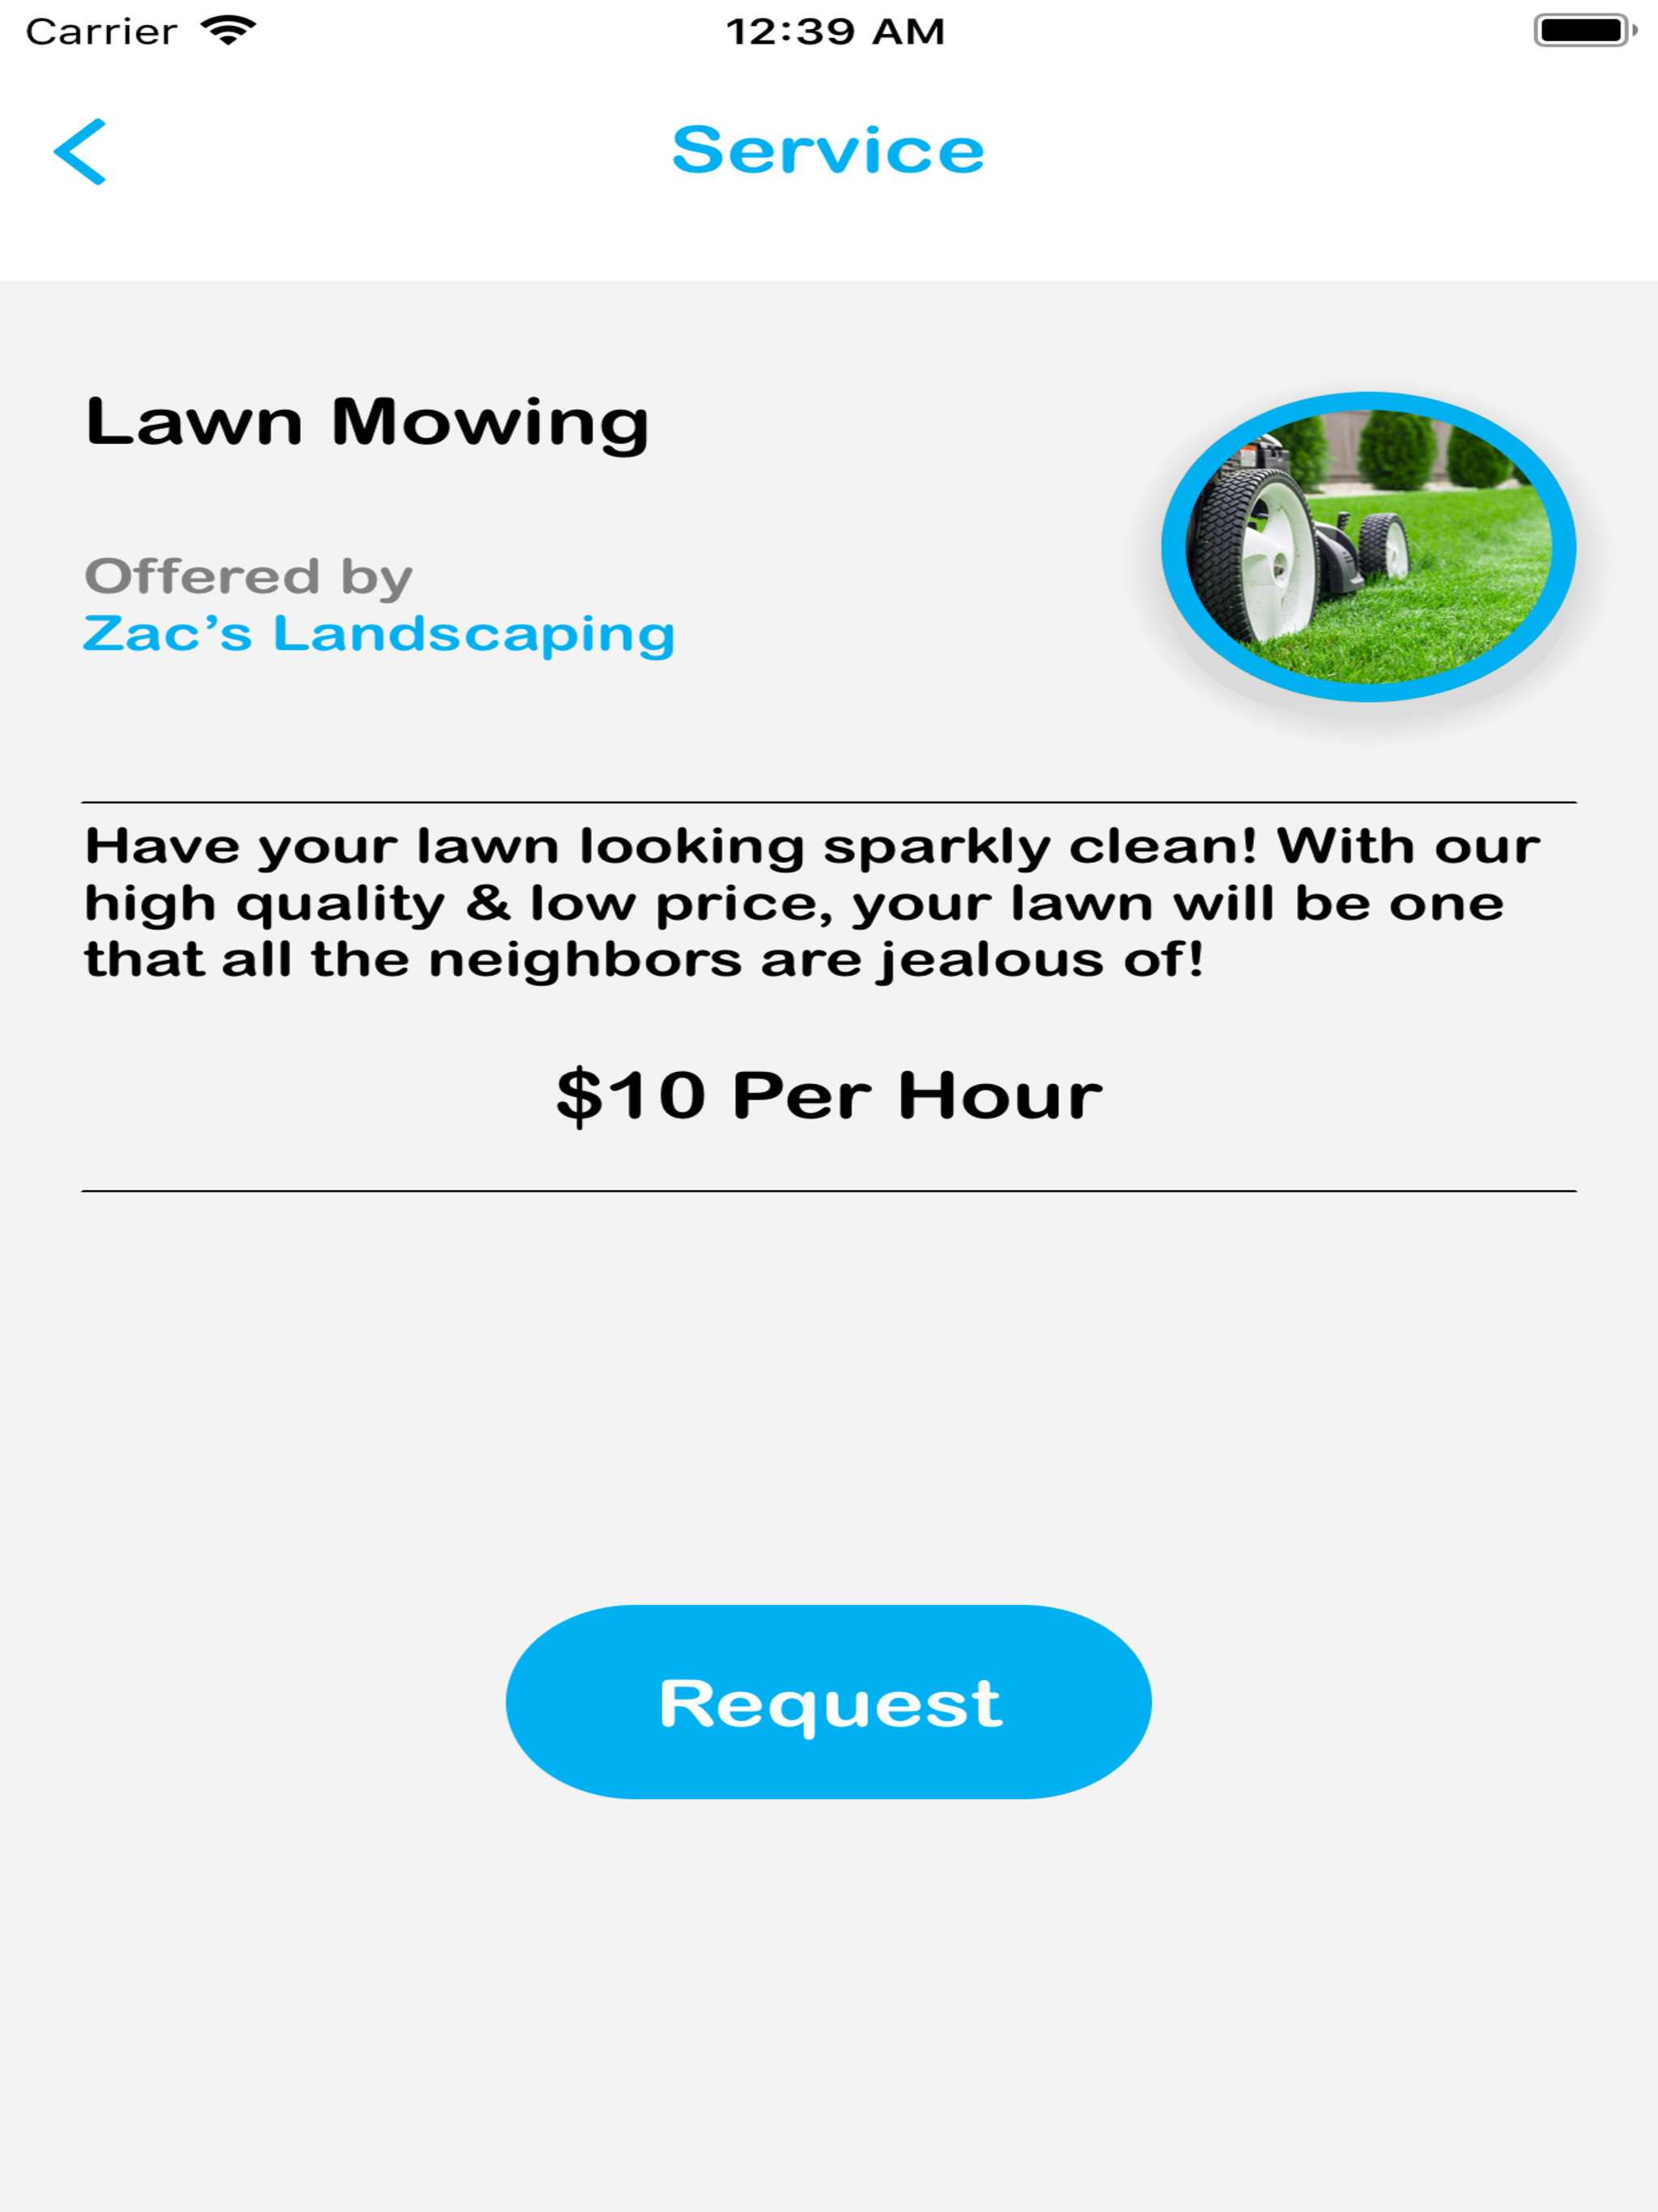 Carrier 12:39 AM
Service
Lawn Mowing
Offered by
Zac’s Landscaping
Have your lawn looking sparkly clean! With our
high quality & low price, your lawn will be one
that all the neighbors are jealous of!
$10 Per Hour
Request